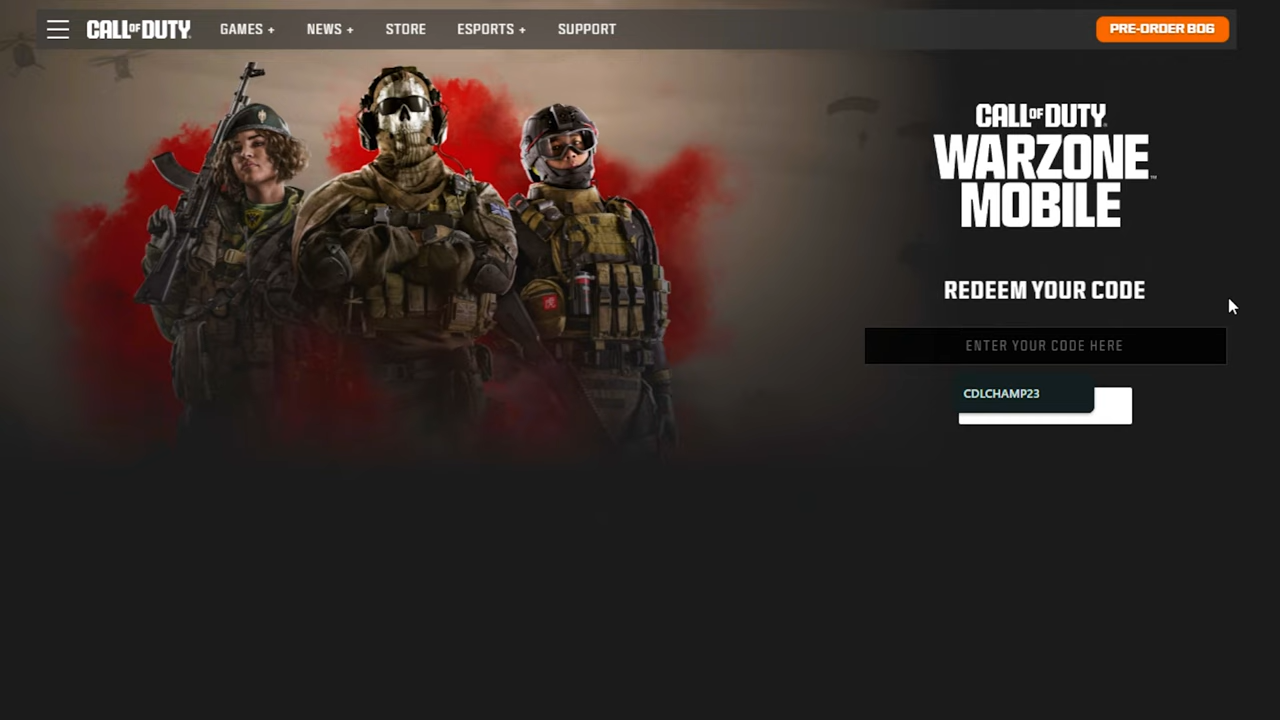 CALL OF DUTY
GAMES +
NEWS +
STORE
ESPORTS +
SUPPORT
PRE-ORDER BO6
CALL OF DUTY
WARZONE
MOBILE
™
REDEEM YOUR CODE
ENTER YOUR CODE HERE
CDLCHAMP23